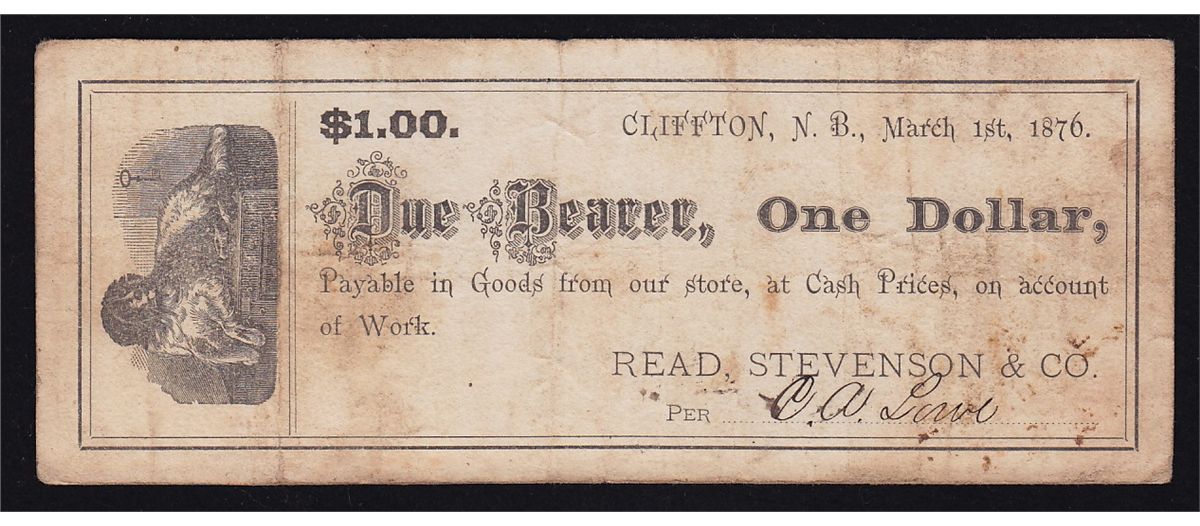 $1.00. CLIFFTON, N. B., March 1st, 1876.
Due Bearer, One Dollar,
Payable in Goods from our store, at Cash Prices, on account
of Work.
READ, STEVENSON & CO.
PER C. A. Lowe